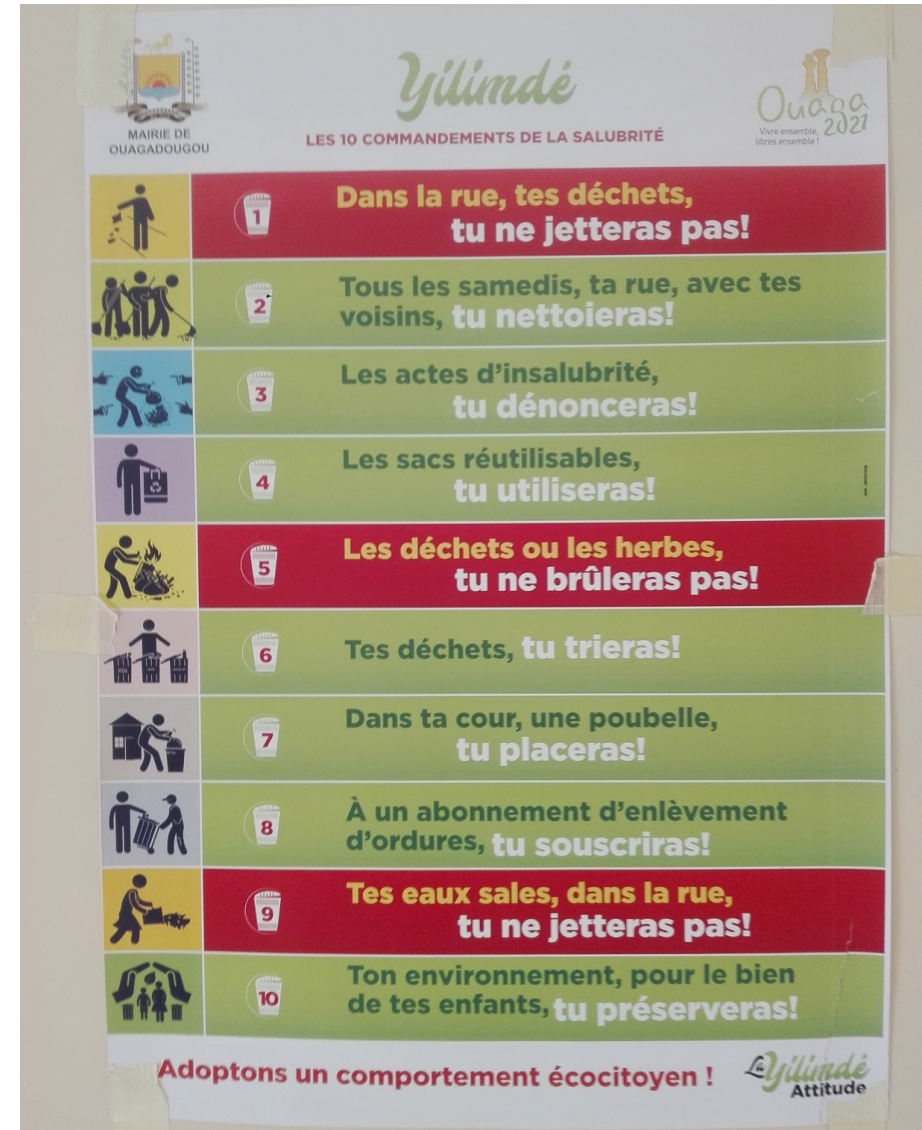 MAIRIE DE
OUAGADOUGOU
Yilimdé
LES 10 COMMANDEMENTS DE LA SALUBRITÉ
Ouaga
2021
Vivre ensemble,
libres ensemble !
1
Dans la rue, tes déchets,
tu ne jetteras pas!
2
Tous les samedis, ta rue, avec tes
voisins, tu nettoieras!
3
Les actes d'insalubrité,
tu dénonceras!
4
Les sacs réutilisables,
tu utiliseras!
5
Les déchets ou les herbes,
tu ne brûleras pas!
6
Tes déchets, tu trieras!
7
Dans ta cour, une poubelle,
tu placeras!
8
À un abonnement d'enlèvement
d'ordures, tu souscriras!
9
Tes eaux sales, dans la rue,
tu ne jetteras pas!
10
Ton environnement, pour le bien
de tes enfants, tu préserveras!
Adoptons un comportement écocitoyen !
La Yilimdé
Attitude